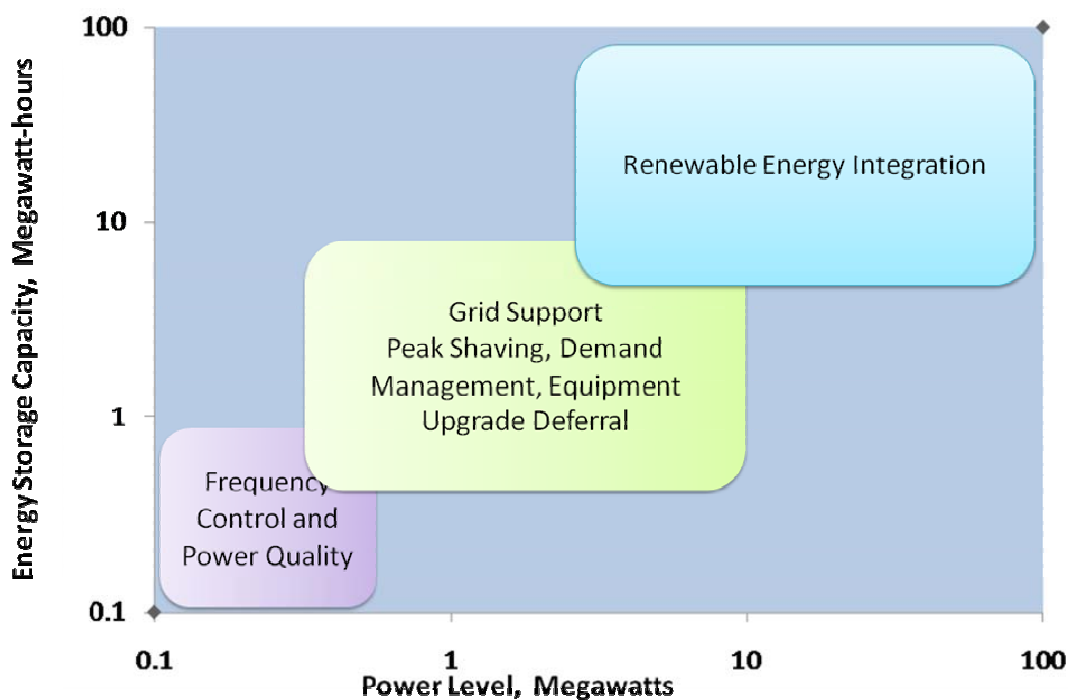 Energy Storage Capacity, Megawatt-hours
100
10
1
0.1
Renewable Energy Integration
Grid Support
Peak Shaving, Demand
Management, Equipment
Upgrade Deferral
Frequency
Control and
Power Quality
0.1
1
10
100
Power Level, Megawatts